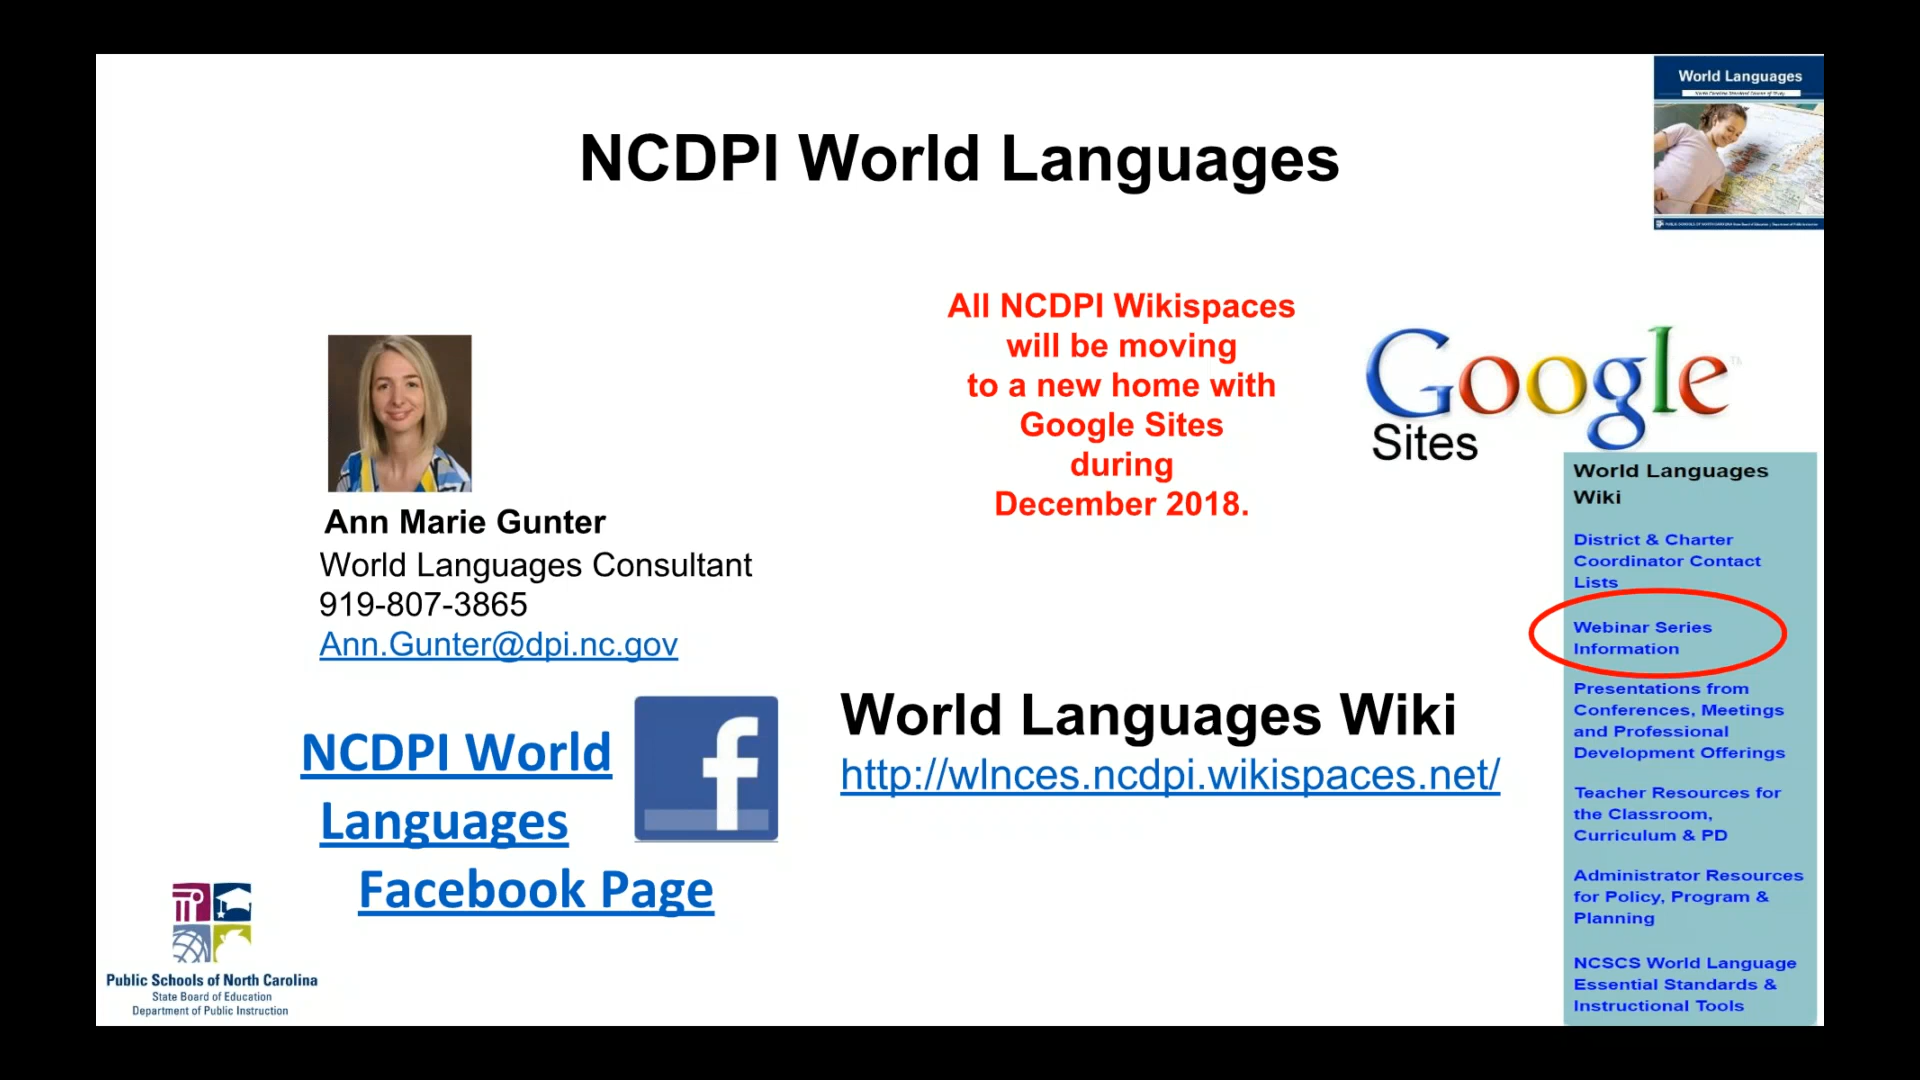 World Languages
NCDPI World Languages
All NCDPI Wikispaces
will be moving
to a new home with
Google Sites
during
December 2018.
Google
Sites
Ann Marie Gunter
World Languages Consultant
919-807-3865
Ann.Gunter@dpi.nc.gov
NCDPI World
Languages
Facebook Page
f
World Languages Wiki
http://wlnces.ncdpi.wikispaces.net/
World Languages
Wiki
District & Charter
Coordinator Contact
Lists
Webinar Series
Information
Presentations from
Conferences, Meetings
and Professional
Development Offerings
Teacher Resources for
the Classroom,
Curriculum & PD
Administrator Resources
for Policy, Program &
Planning
NCSCS World Language
Essential Standards &
Instructional Tools
Public Schools of North Carolina
State Board of Education
Department of Public Instruction